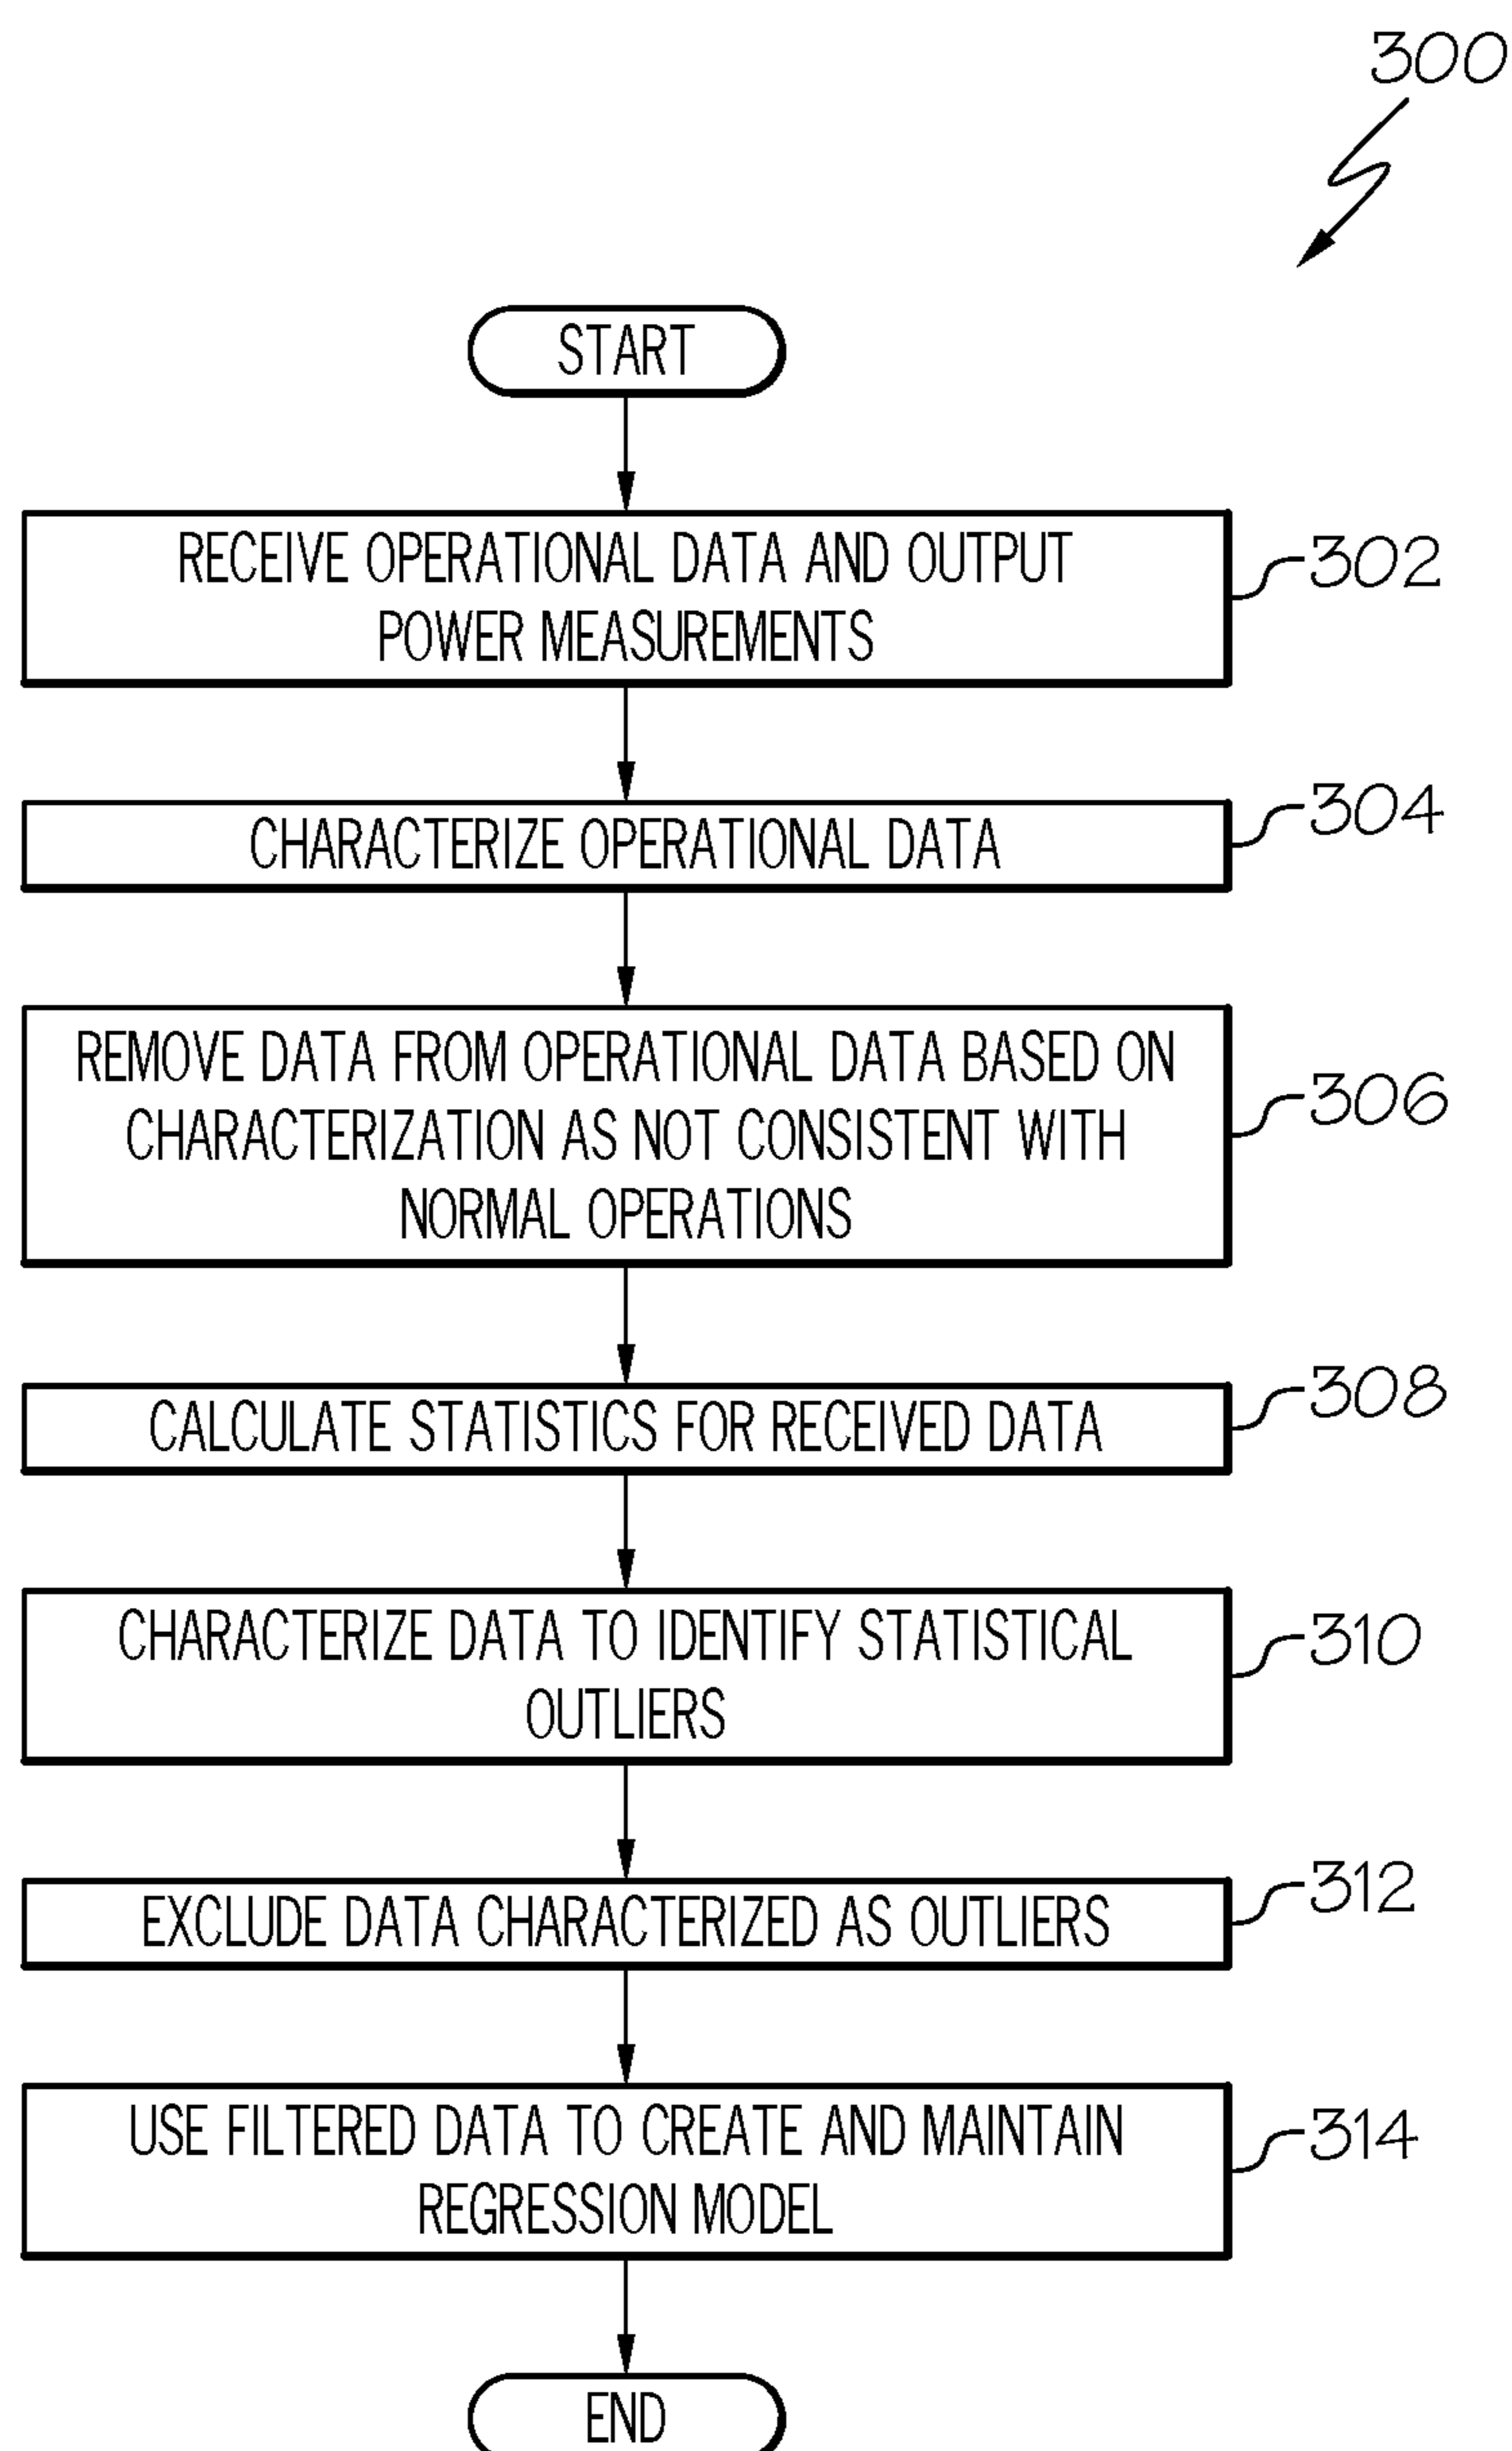 300
START
RECEIVE OPERATIONAL DATA AND OUTPUT
POWER MEASUREMENTS
302
CHARACTERIZE OPERATIONAL DATA
304
REMOVE DATA FROM OPERATIONAL DATA BASED ON
CHARACTERIZATION AS NOT CONSISTENT WITH
NORMAL OPERATIONS
306
CALCULATE STATISTICS FOR RECEIVED DATA
308
CHARACTERIZE DATA TO IDENTIFY STATISTICAL
OUTLIERS
310
EXCLUDE DATA CHARACTERIZED AS OUTLIERS
312
USE FILTERED DATA TO CREATE AND MAINTAIN
REGRESSION MODEL
314
END